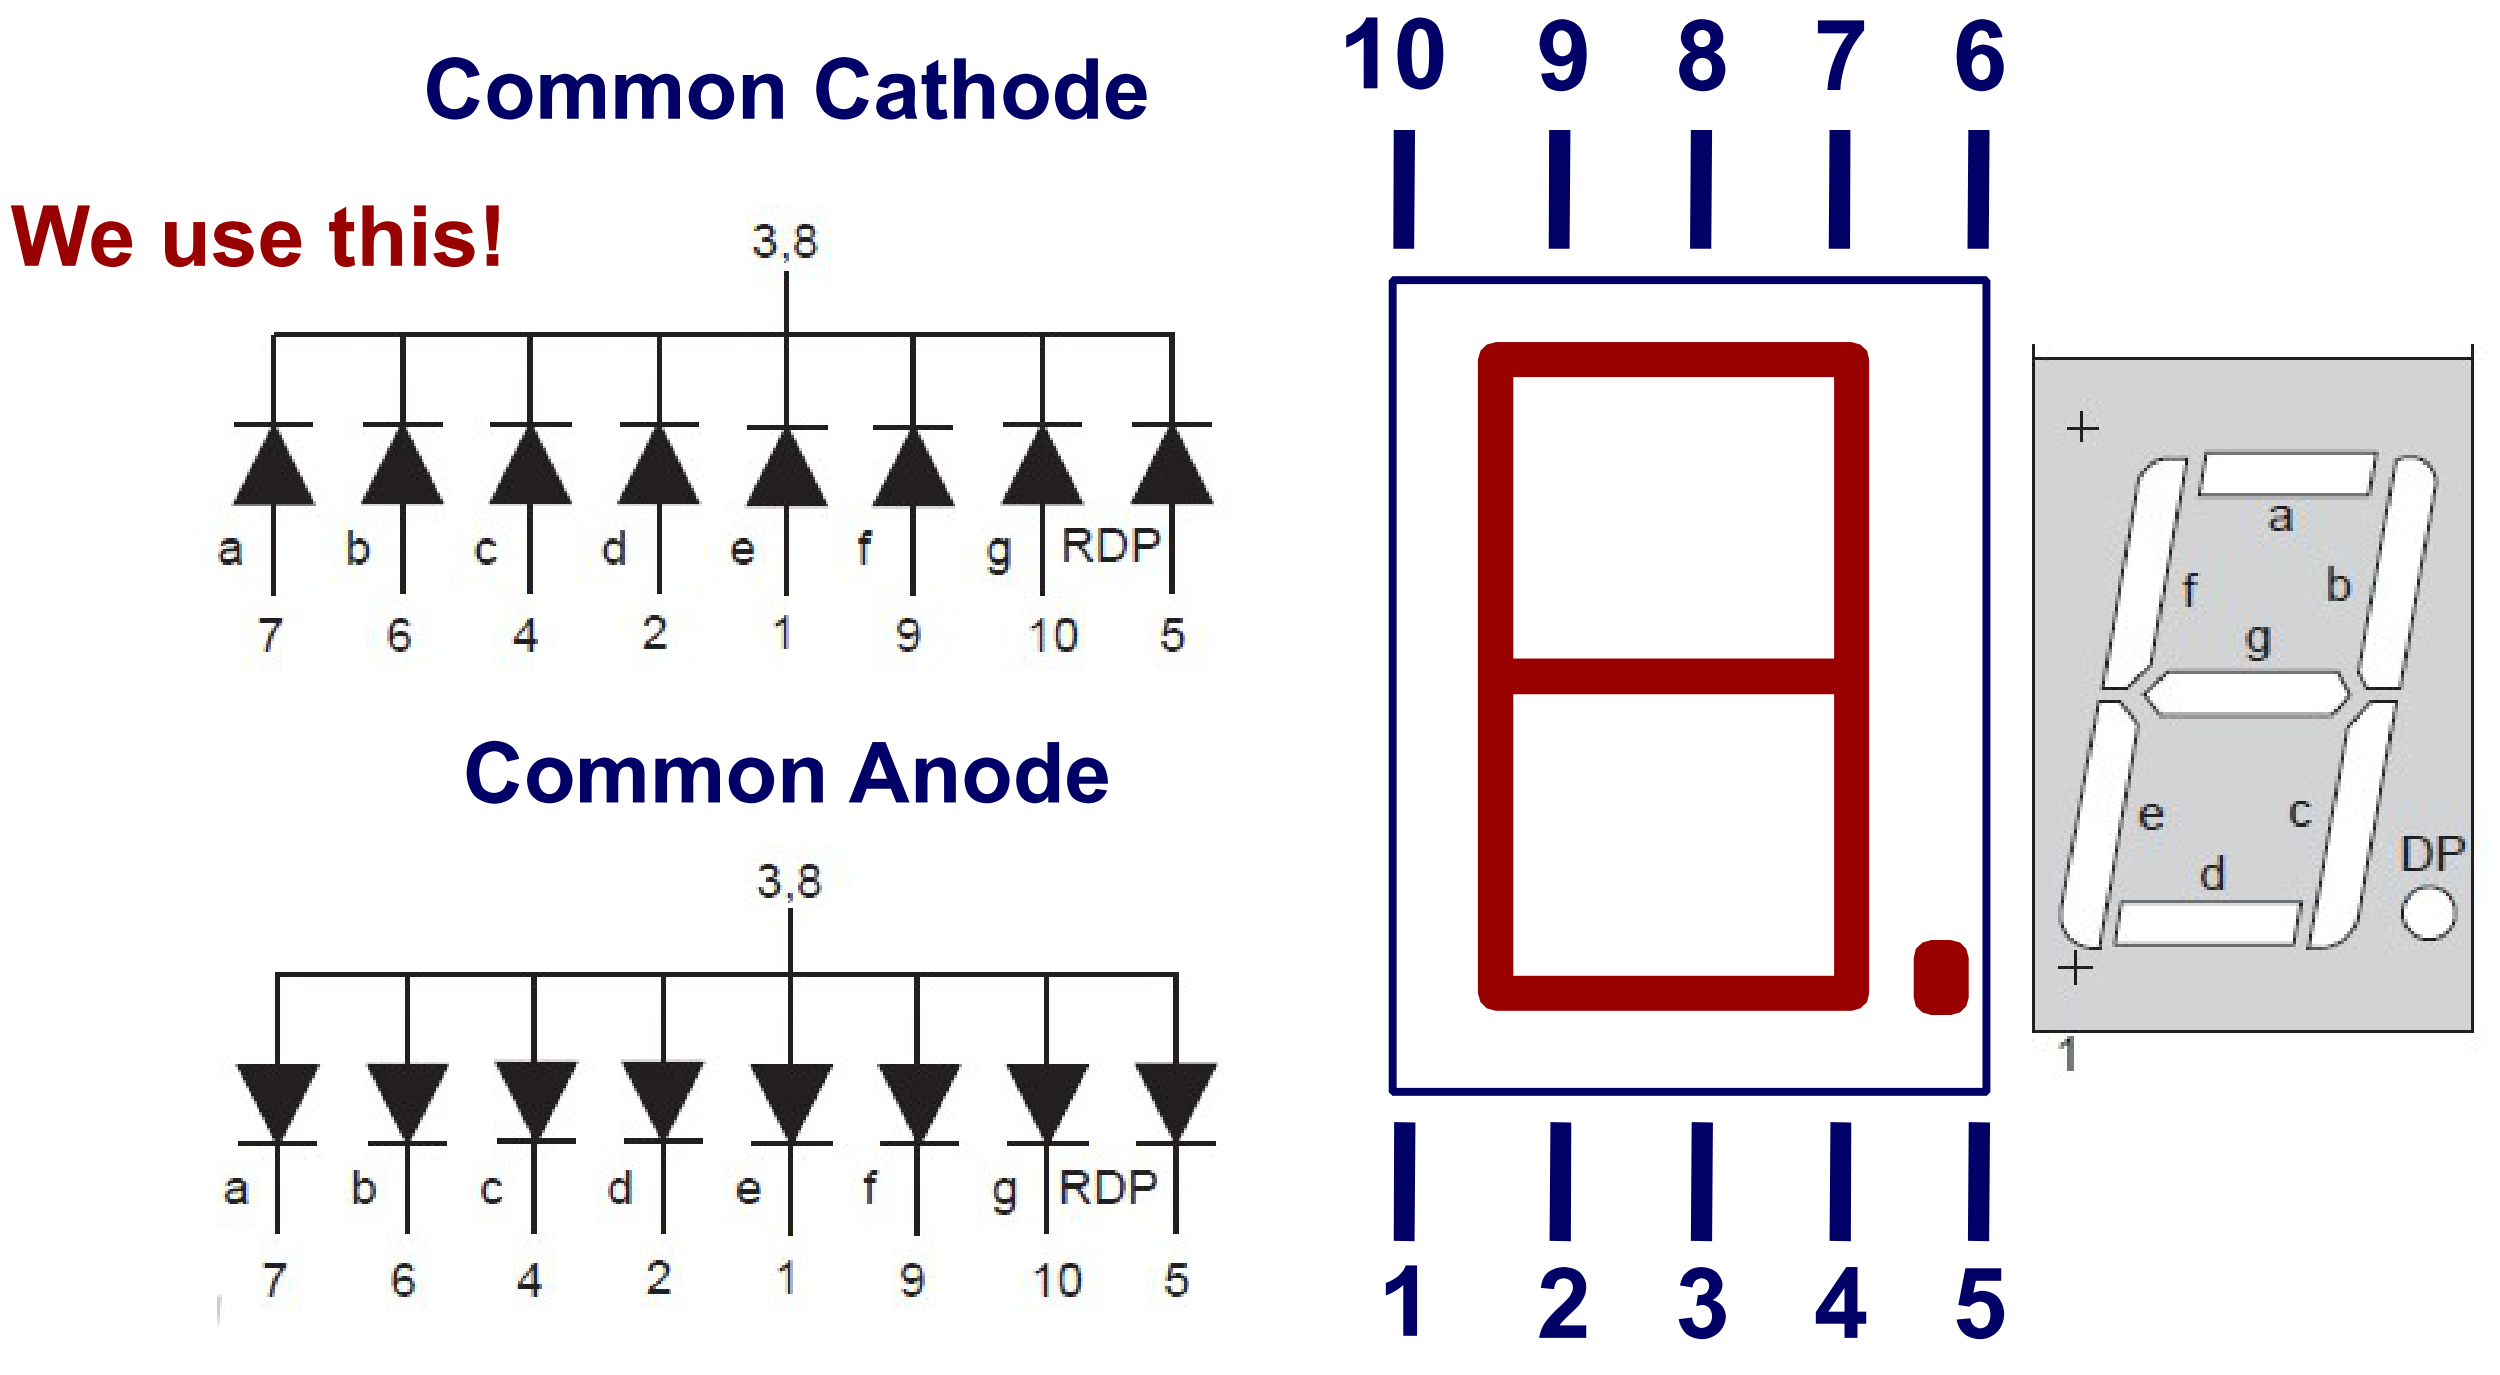 Common Cathode
We use this!
3,8
a b c d e f g RDP
7 6 4 2 1 9 10 5
Common Anode
3,8
a b c d e f g RDP
7 6 4 2 1 9 10 5
10 9 8 7 6
1 2 3 4 5
a
f b
g
e c
DP
d
1